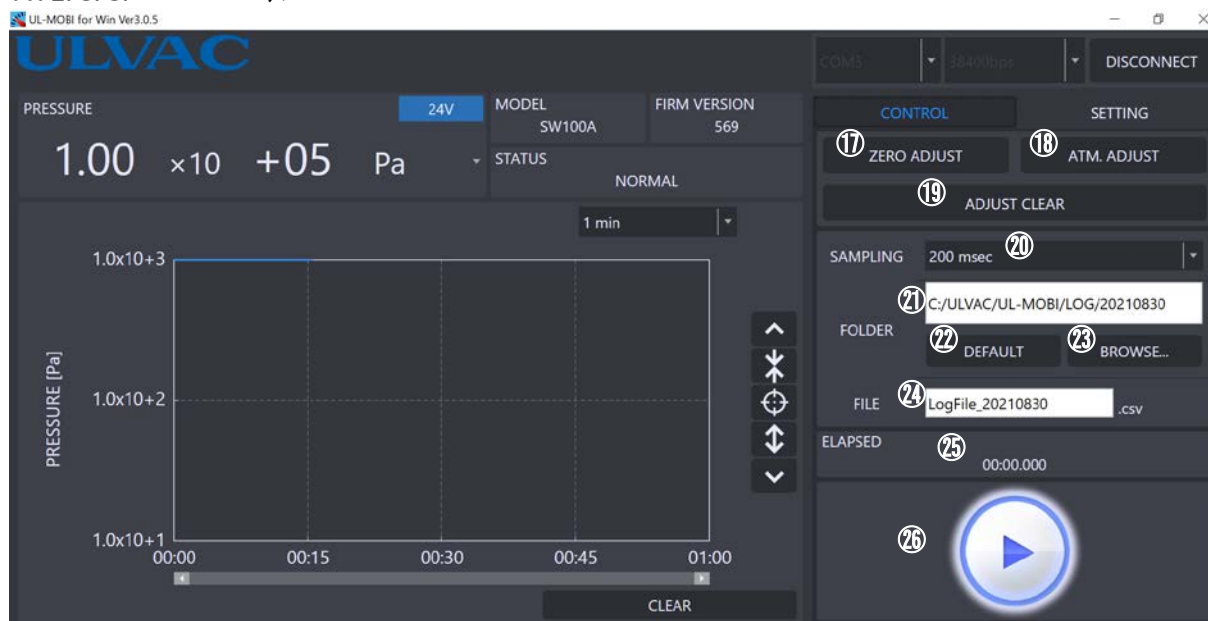 UL-MOBI for Win Ver3.0.5
ULVAC
COM3 38400bps DISCONNECT
PRESSURE 24V
1.00 ×10 +05 Pa
MODEL
SW100A
FIRM VERSION
569
STATUS
NORMAL
1 min
1.0x10+3
1.0x10+2
1.0x10+1
PRESSURE [Pa]
00:00 00:15 00:30 00:45 01:00
CLEAR
CONTROL SETTING
⑰ ZERO ADJUST ⑱ ATM. ADJUST
⑲ ADJUST CLEAR
SAMPLING 200 msec ⑳
㉑ C:/ULVAC/UL-MOBI/LOG/20210830
FOLDER
㉒ DEFAULT ㉓ BROWSE...
FILE ㉔ LogFile_20210830 .csv
ELAPSED ㉕
00:00.000
㉖